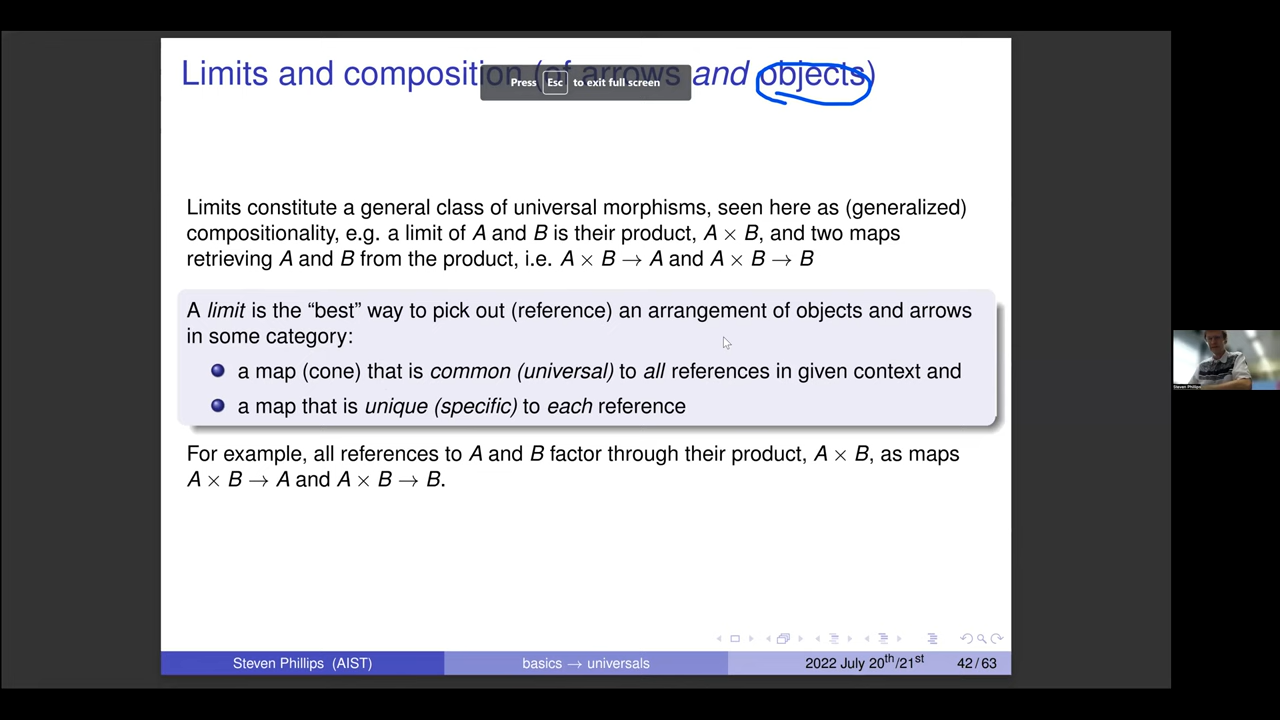 Limits and composition (of arrows and objects)
Press Esc to exit full screen
Limits constitute a general class of universal morphisms, seen here as (generalized)
compositionality, e.g. a limit of A and B is their product, A × B, and two maps
retrieving A and B from the product, i.e. A × B → A and A × B → B
A limit is the “best” way to pick out (reference) an arrangement of objects and arrows
in some category:
a map (cone) that is common (universal) to all references in given context and
a map that is unique (specific) to each reference
For example, all references to A and B factor through their product, A × B, as maps
A × B → A and A × B → B.
Steven Phillips (AIST) basics → universals 2022 July 20th/21st 42 / 63
Steven Phillips